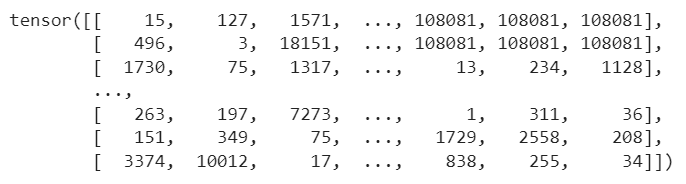 tensor([[    15,    127,   1571,  ..., 108081, 108081, 108081],
        [   496,      3,  18151,  ..., 108081, 108081, 108081],
        [  1730,     75,   1317,  ...,     13,    234,   1128],
        ...,
        [   263,    197,   7273,  ...,      1,    311,     36],
        [   151,    349,     75,  ...,   1729,   2558,    208],
        [  3374,  10012,     17,  ...,    838,    255,     34]])